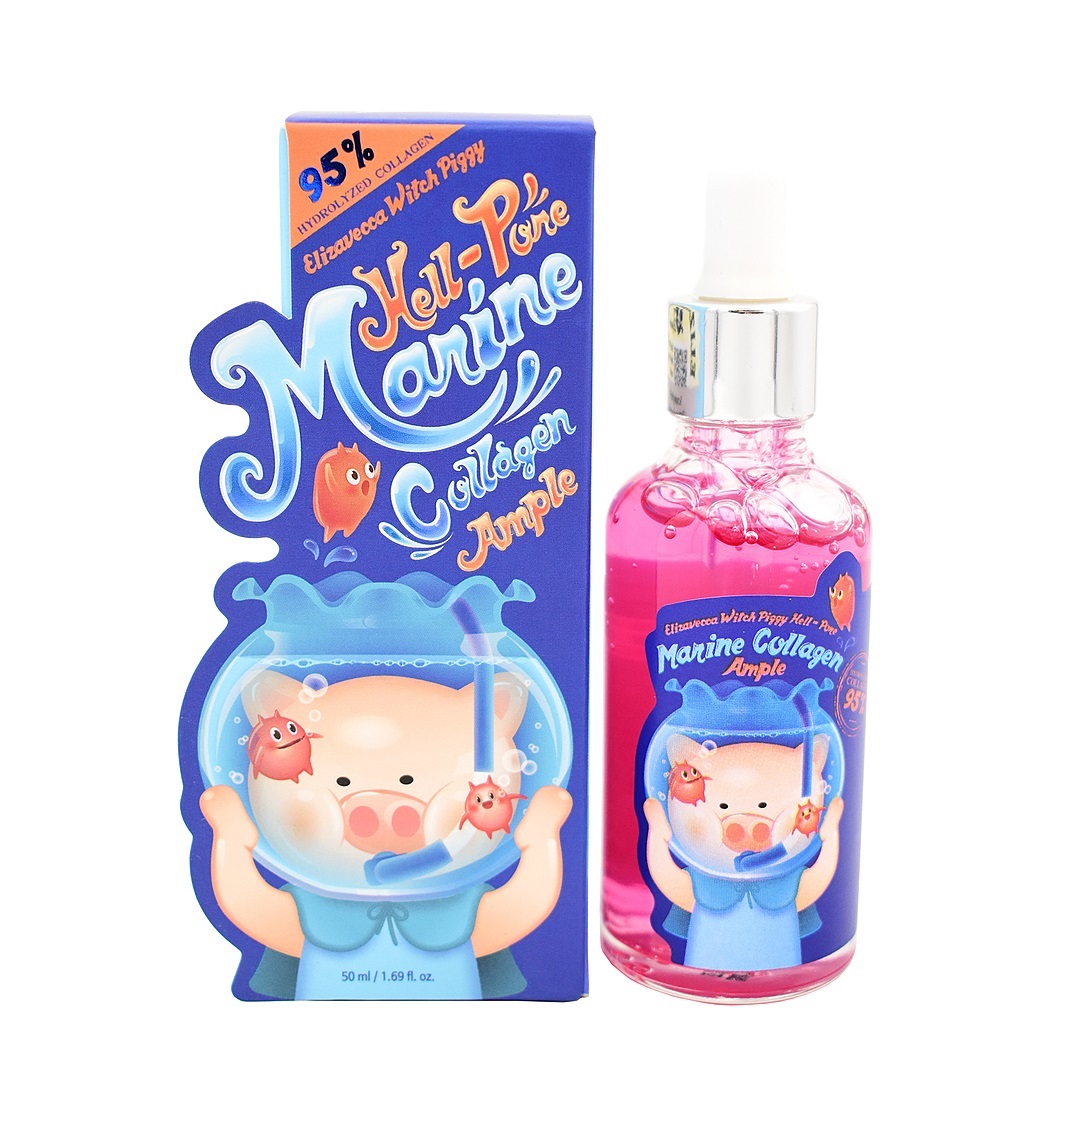 95%
HYDROLYZED COLLAGEN
Elizavecca Witch Piggy
Hell-Pore
Marine
Collagen
Ample
50 ml / 1.69 fl. oz.
Elizavecca Witch Piggy Hell-Pore
Marine Collagen
Ample
95%